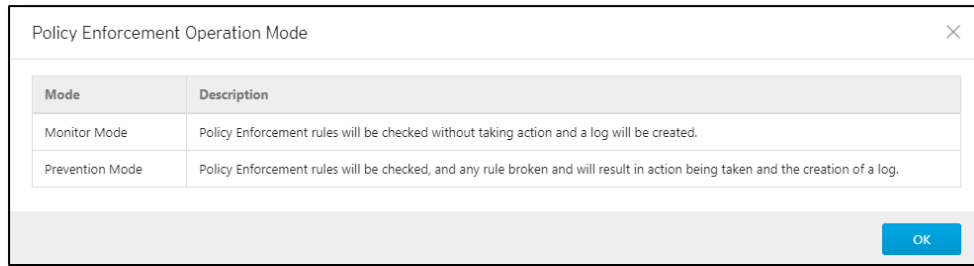 Policy Enforcement Operation Mode
Mode Description
Monitor Mode Policy Enforcement rules will be checked without taking action and a log will be created.
Prevention Mode Policy Enforcement rules will be checked, and any rule broken and will result in action being taken and the creation of a log.
OK